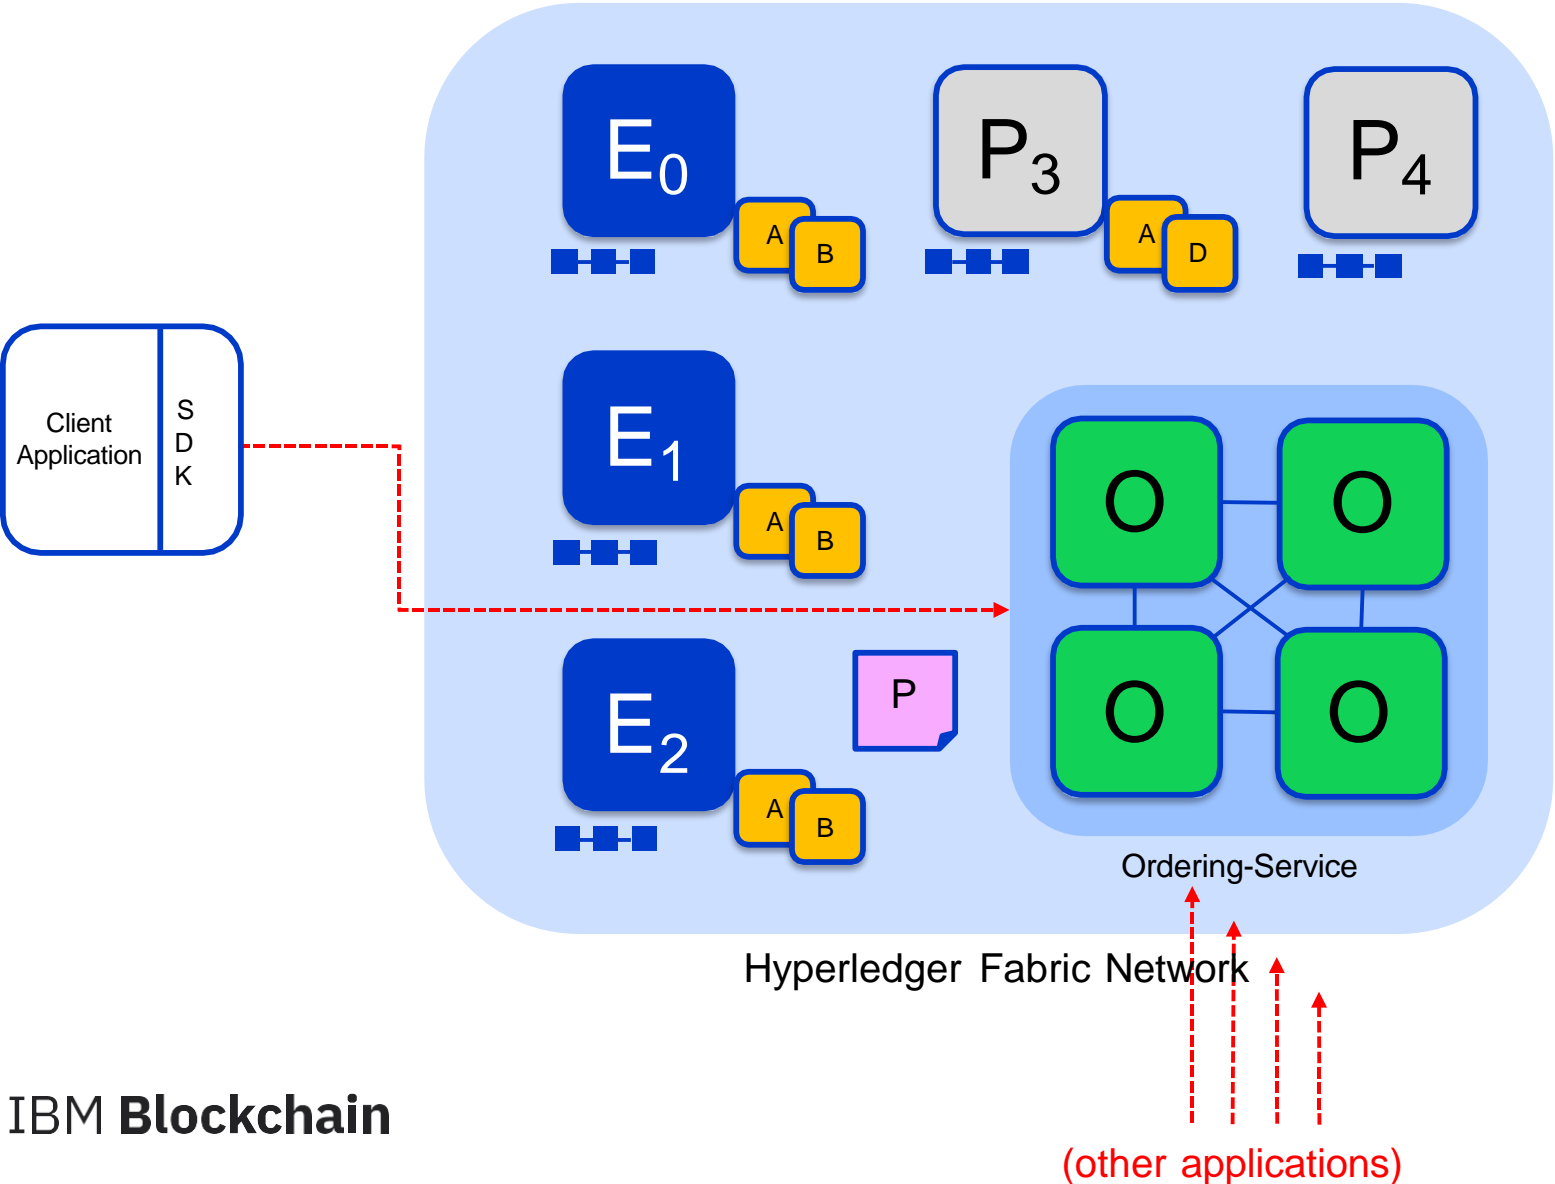 E0
P3
P4
A
B
A
D
Client
Application
S
D
K
E1
A
B
O
O
E2
P
O
O
A
B
Ordering-Service
Hyperledger Fabric Network
IBM Blockchain
(other applications)